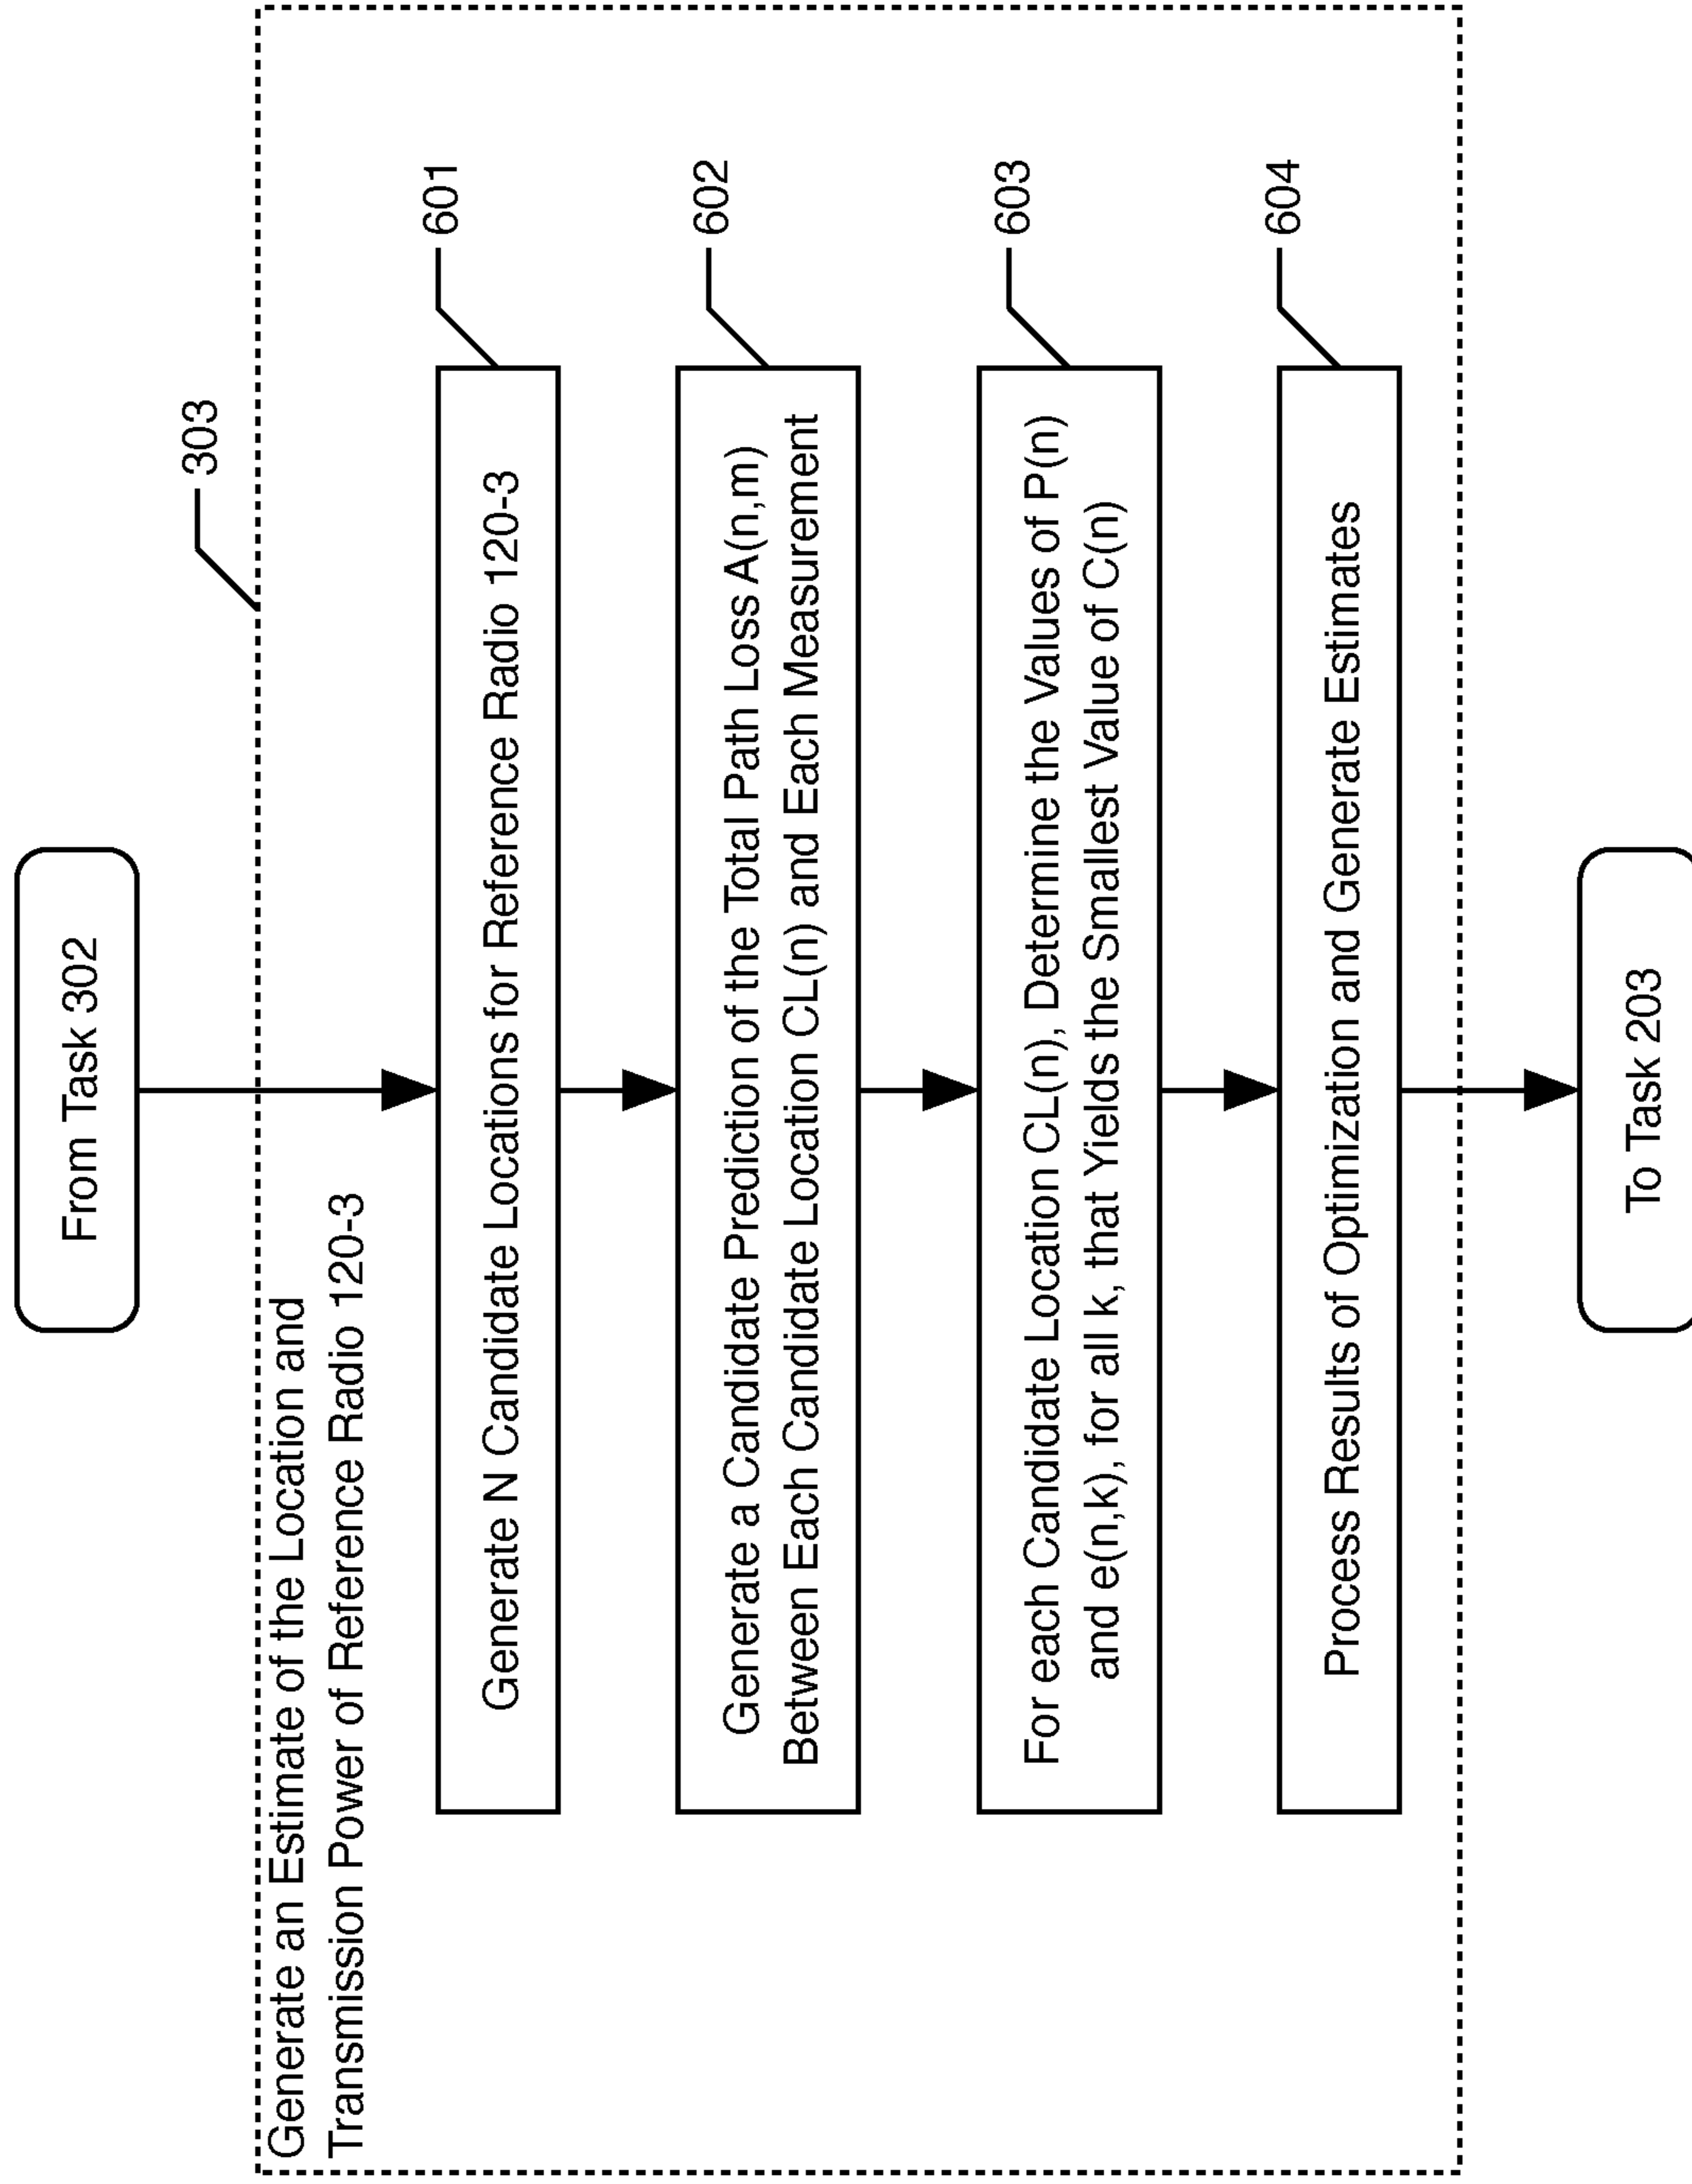 From Task 302
303
Generate an Estimate of the Location and
Transmission Power of Reference Radio 120-3
601
Generate N Candidate Locations for Reference Radio 120-3
602
Generate a Candidate Prediction of the Total Path Loss A(n,m)
Between Each Candidate Location CL(n) and Each Measurement
603
For each Candidate Location CL(n), Determine the Values of P(n)
and e(n,k), for all k, that Yields the Smallest Value of C(n)
604
Process Results of Optimization and Generate Estimates
To Task 203